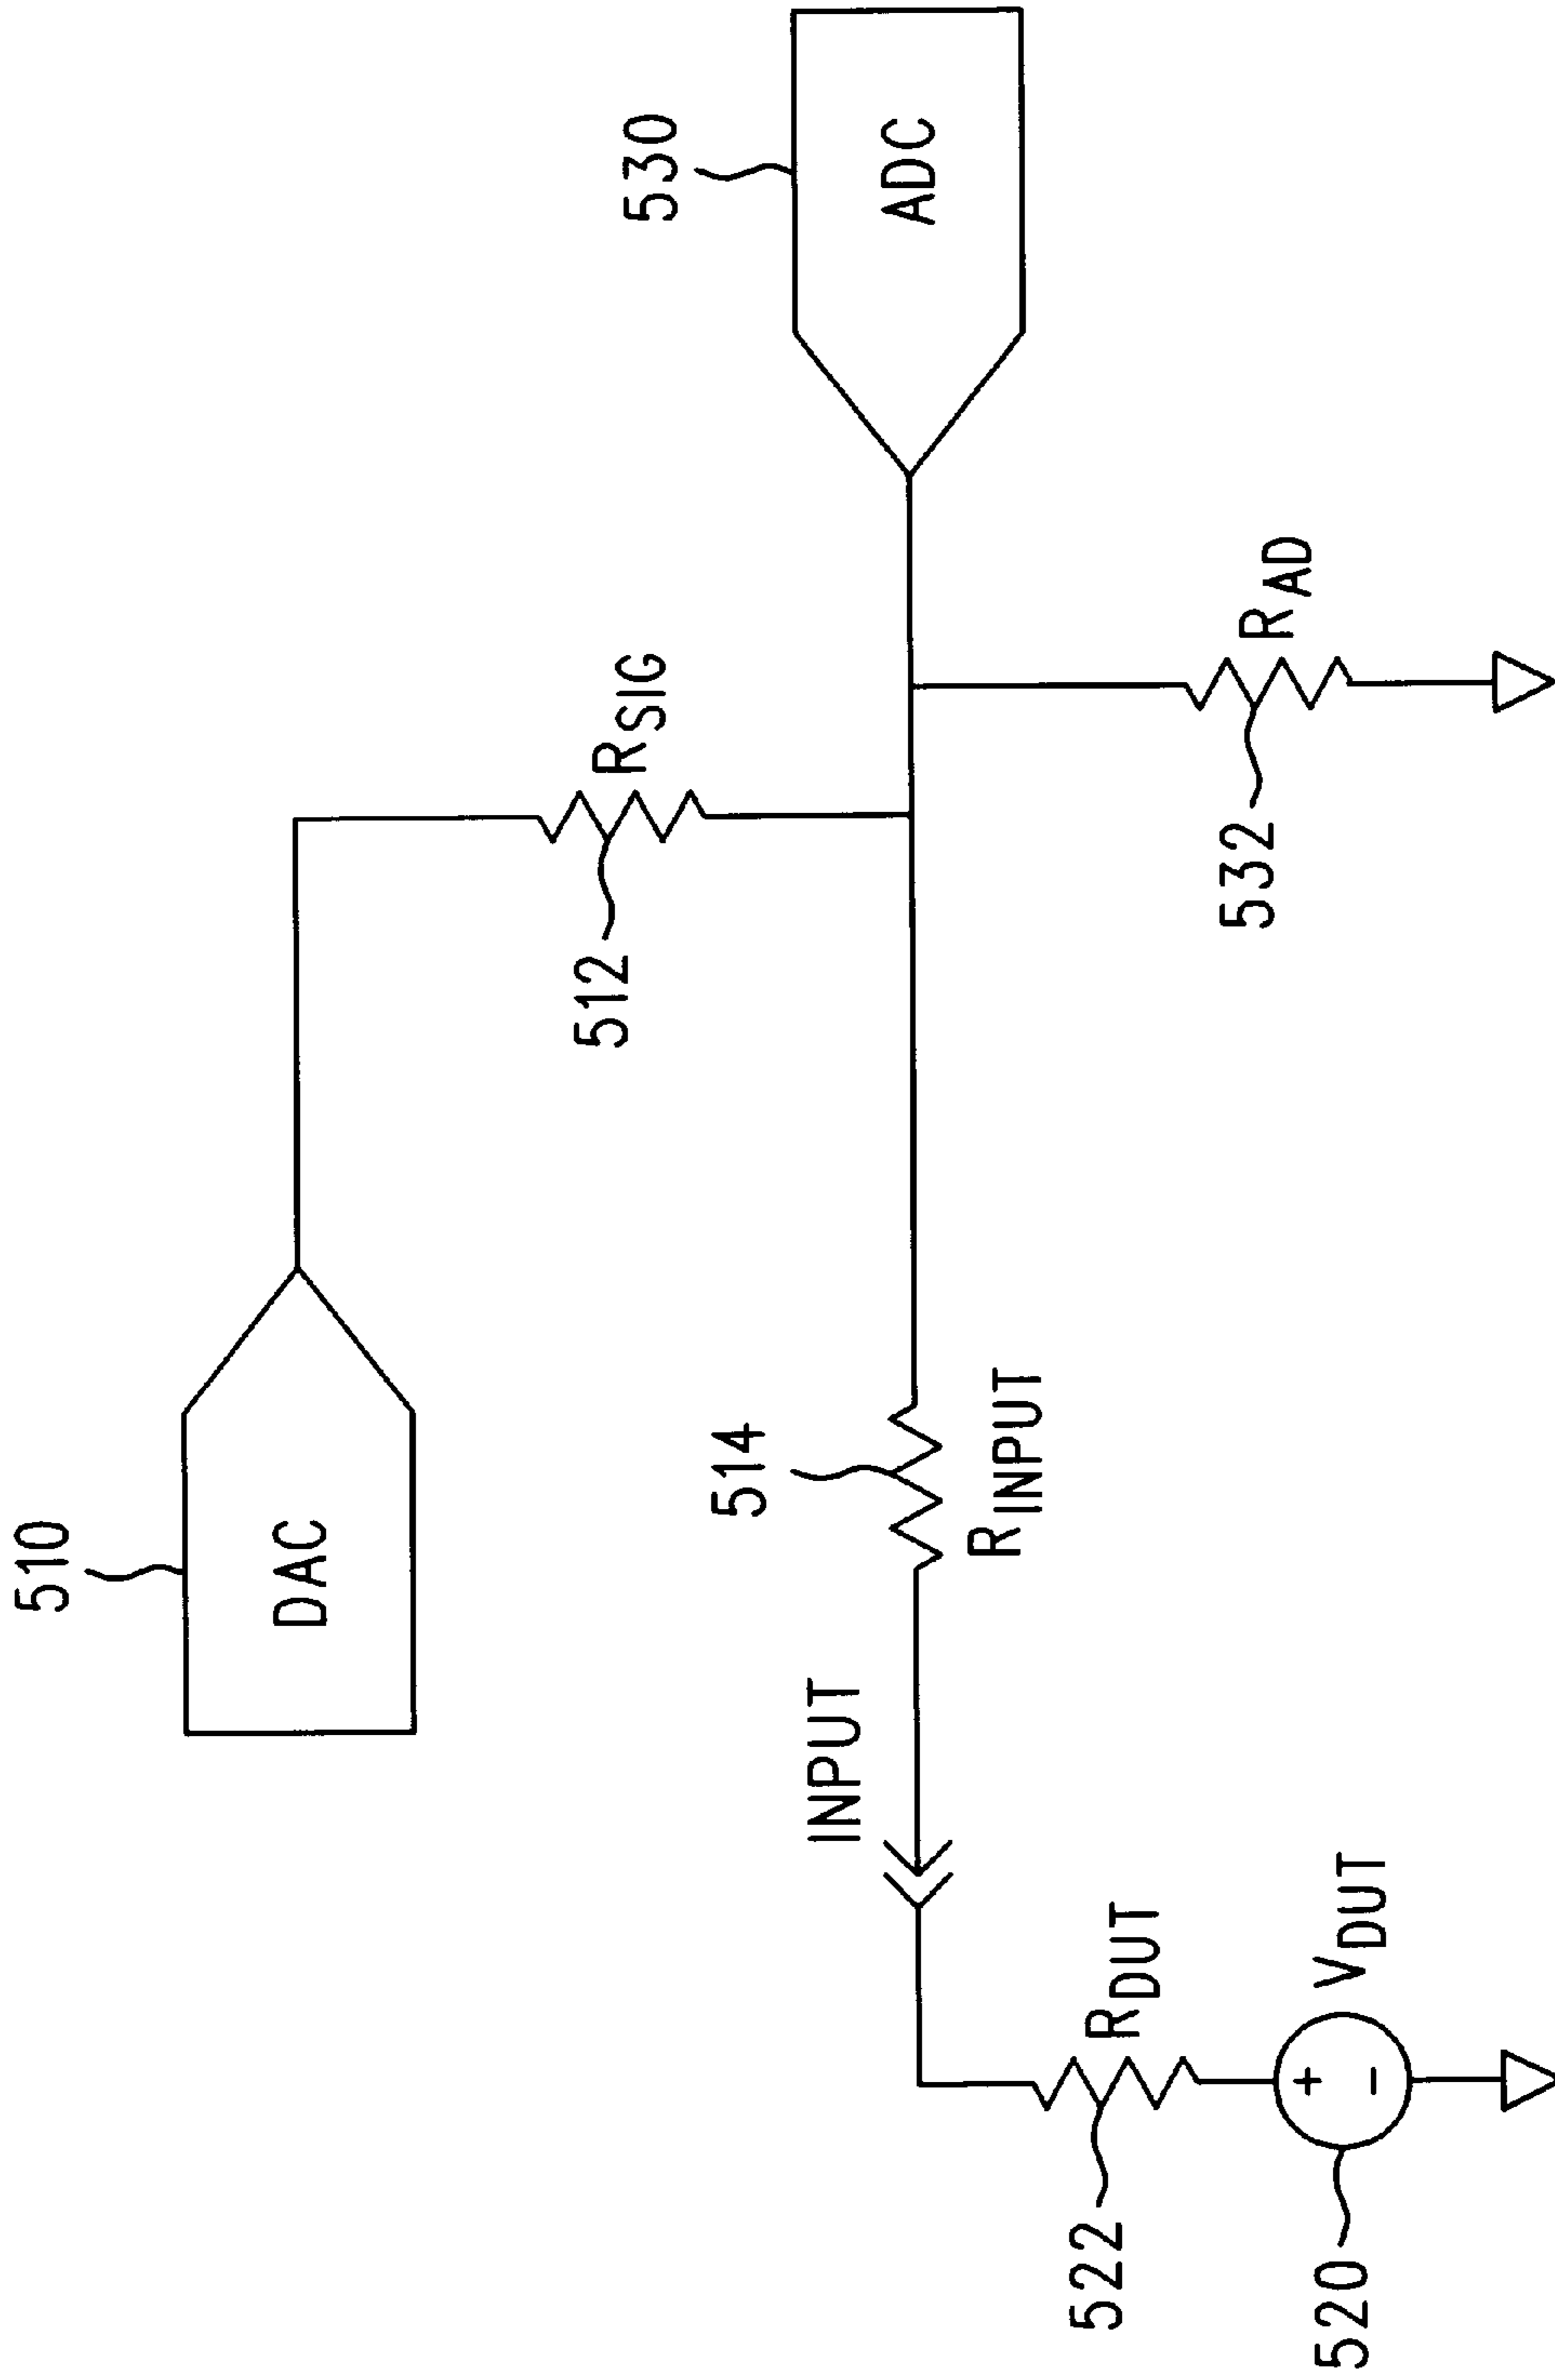 510
DAC
512
RSIG
530
ADC
514
RINPUT
INPUT
532
RAD
522
RDUT
520
VDUT
+
-